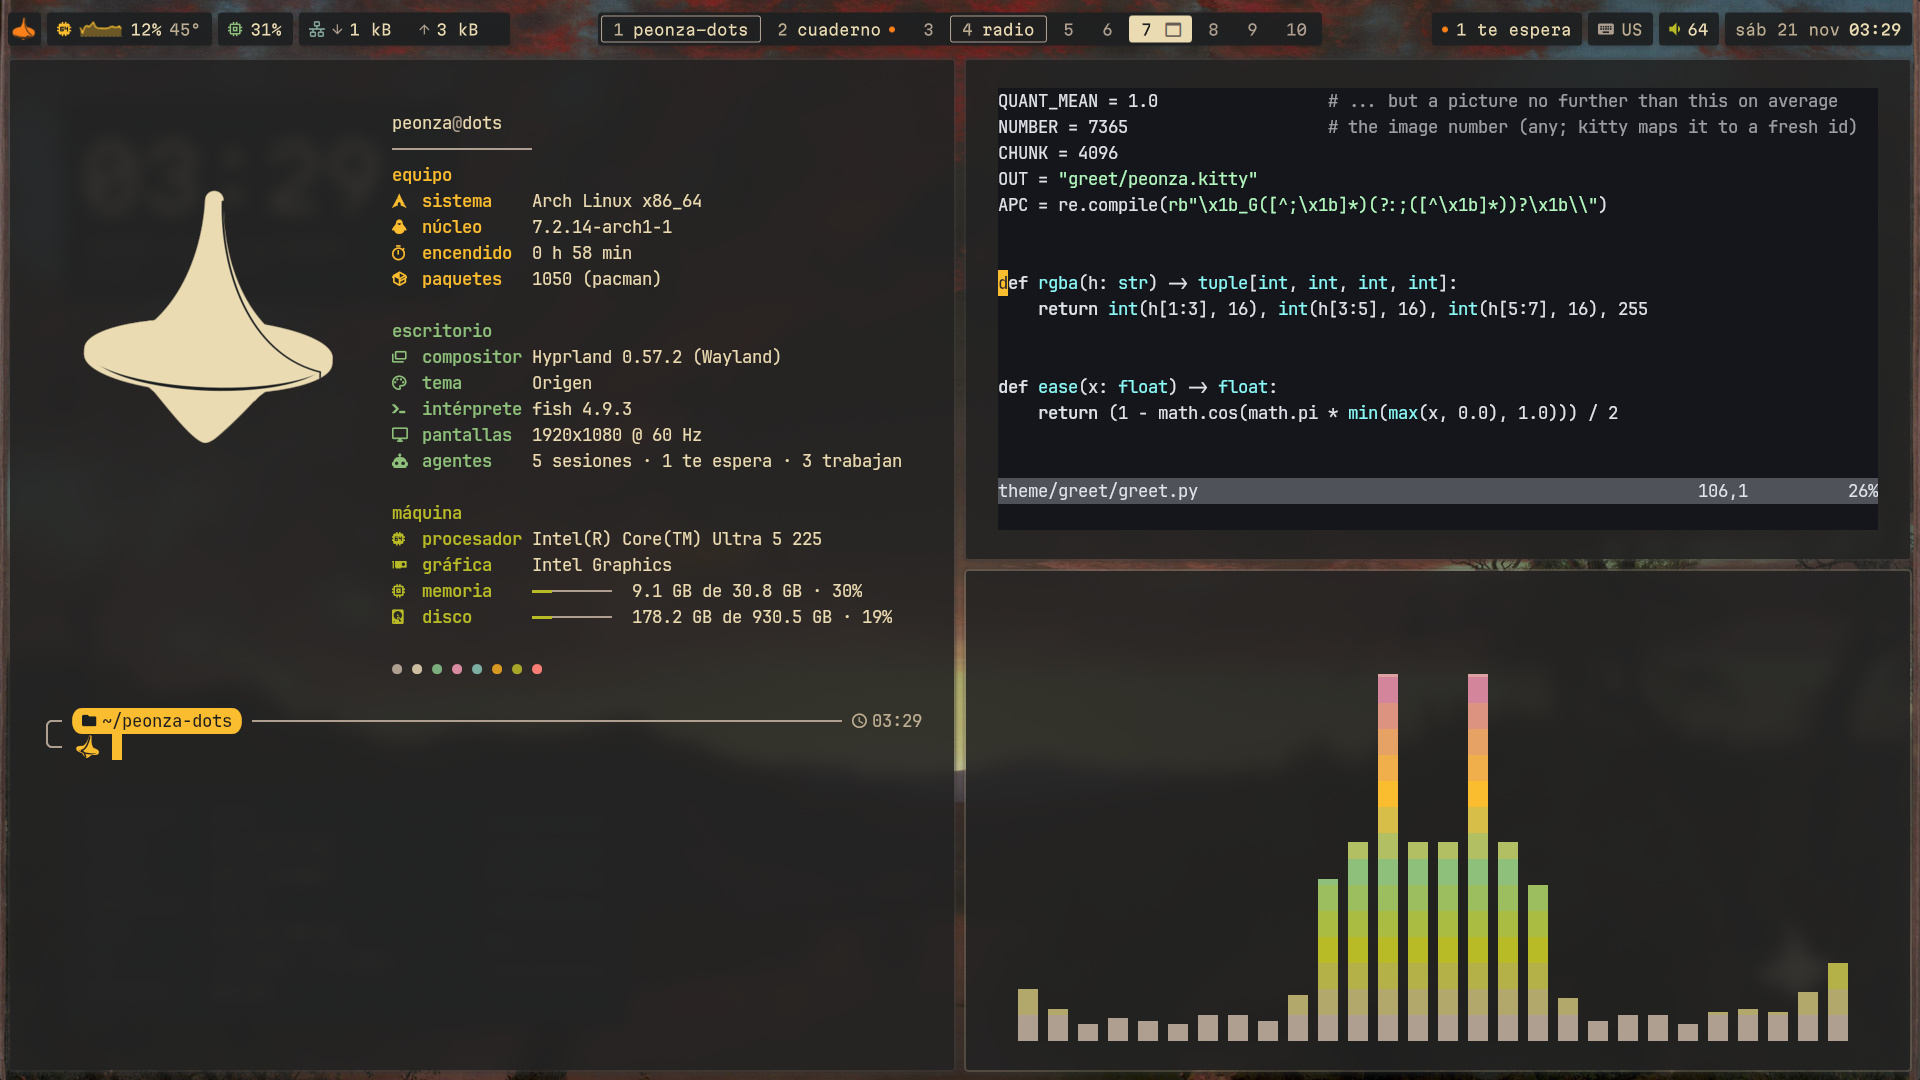 12% 45°
31%
↓ 1 kB ↑ 3 kB
1 peonza-dots
2 cuaderno •
3
4 radio
5
6
7
8
9
10
• 1 te espera
US
64
sáb 21 nov 03:29
03:29
peonza@dots
equipo
sistema Arch Linux x86_64
núcleo 7.2.14-arch1-1
encendido 0 h 58 min
paquetes 1050 (pacman)
escritorio
compositor Hyprland 0.57.2 (Wayland)
tema Origen
intérprete fish 4.9.3
pantallas 1920x1080 @ 60 Hz
agentes 5 sesiones · 1 te espera · 3 trabajan
máquina
procesador Intel(R) Core(TM) Ultra 5 225
gráfica Intel Graphics
memoria 9.1 GB de 30.8 GB · 30%
disco 178.2 GB de 930.5 GB · 19%
~/peonza-dots 03:29
QUANT_MEAN = 1.0 # ... but a picture no further than this on average
NUMBER = 7365 # the image number (any; kitty maps it to a fresh id)
CHUNK = 4096
OUT = "greet/peonza.kitty"
APC = re.compile(rb"\x1b_G([^;\x1b]*)(?:;([^\x1b]*))?\x1b\\")
def rgba(h: str) -> tuple[int, int, int, int]:
    return int(h[1:3], 16), int(h[3:5], 16), int(h[5:7], 16), 255
def ease(x: float) -> float:
    return (1 - math.cos(math.pi * min(max(x, 0.0), 1.0))) / 2
theme/greet/greet.py 106,1 26%